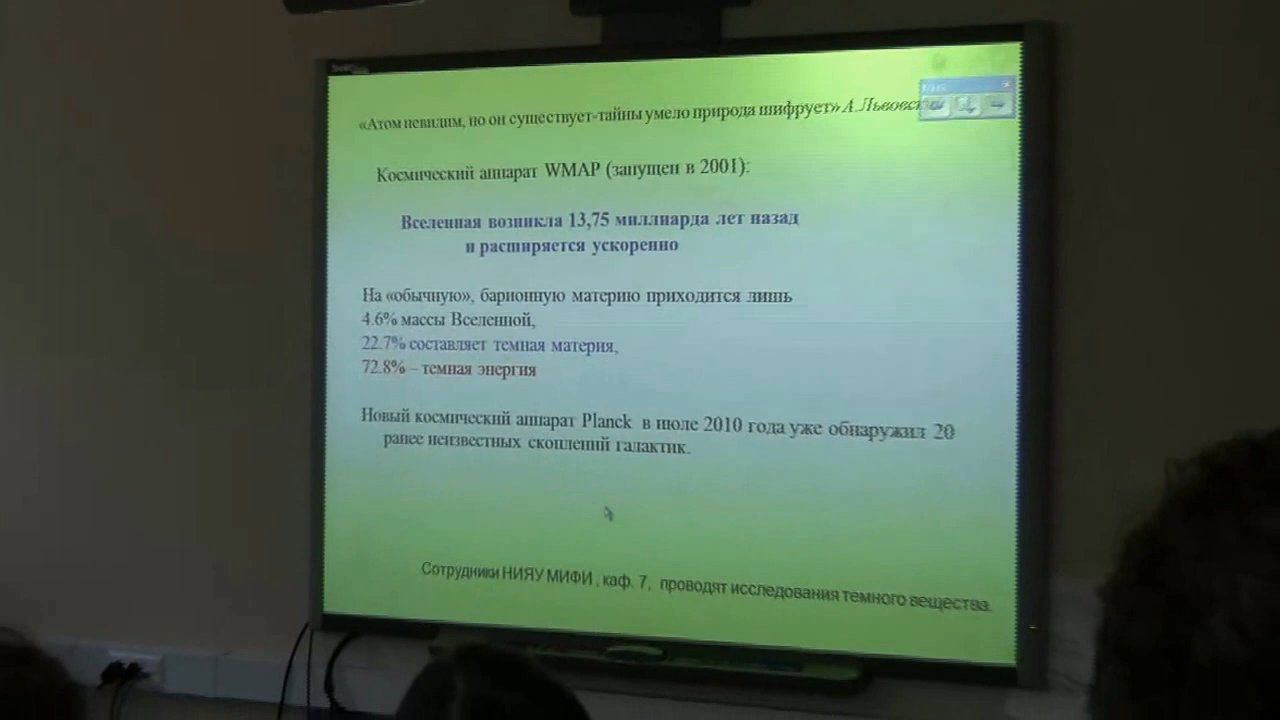 «Атом невидим, но он существует-тайны умело природа шифрует» А.Львовс
Космический аппарат WMAP (запущен в 2001):
Вселенная возникла 13,75 миллиарда лет назад
и расширяется ускоренно
На «обычную», барионную материю приходится лишь
4.6% массы Вселенной,
22.7% составляет темная материя,
72.8% – темная энергия
Новый космический аппарат Planck в июле 2010 года уже обнаружил 20
ранее неизвестных скоплений галактик.
Сотрудники НИЯУ МИФИ , каф. 7, проводят исследования темного вещества.